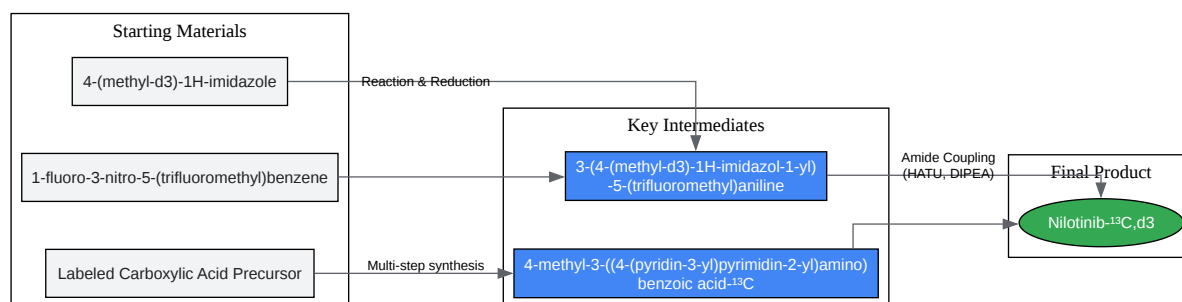 Starting Materials
4-(methyl-d3)-1H-imidazole
Reaction & Reduction
Key Intermediates
1-fluoro-3-nitro-5-(trifluoromethyl)benzene
3-(4-(methyl-d3)-1H-imidazol-1-yl)
-5-(trifluoromethyl)aniline
Amide Coupling
(HATU, DIPEA)
Final Product
Nilotinib-¹³C,d3
Labeled Carboxylic Acid Precursor
Multi-step synthesis
4-methyl-3-((4-(pyridin-3-yl)pyrimidin-2-yl)amino)
benzoic acid-¹³C